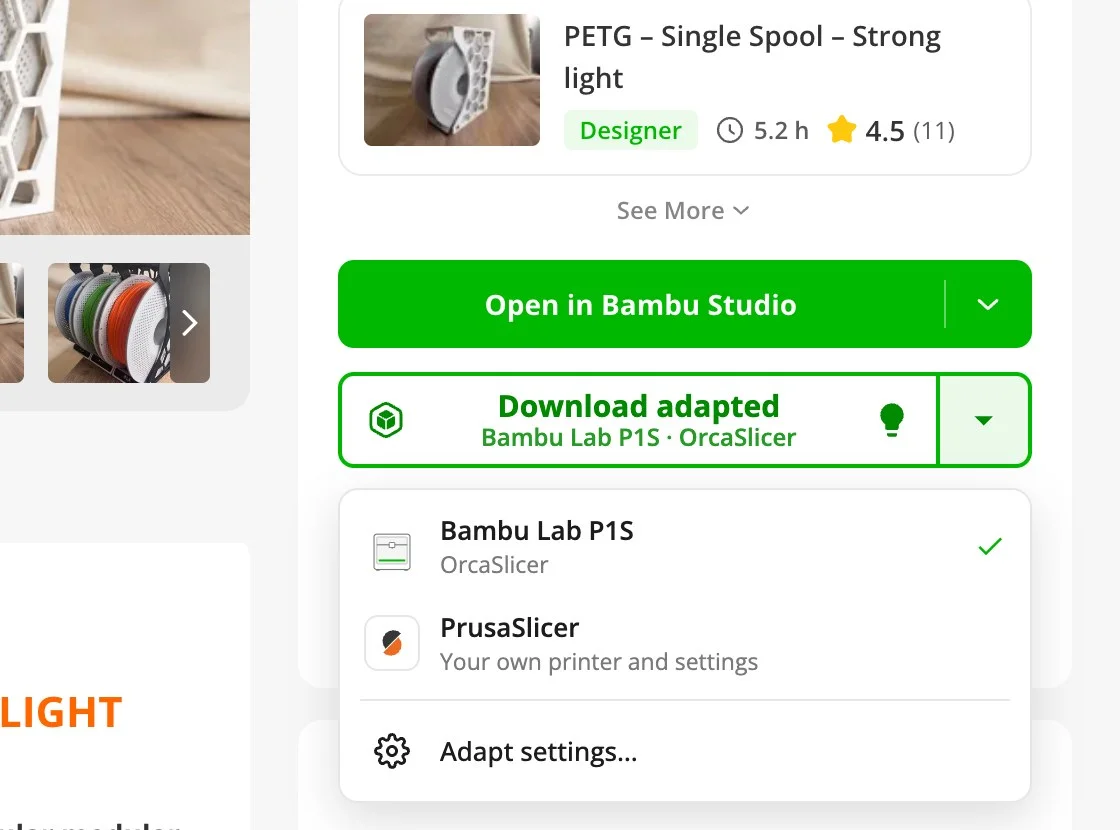 PETG – Single Spool – Strong
light
Designer 5.2 h 4.5 (11)
See More
Open in Bambu Studio
Download adapted
Bambu Lab P1S · OrcaSlicer
Bambu Lab P1S
OrcaSlicer
PrusaSlicer
Your own printer and settings
Adapt settings...
LIGHT